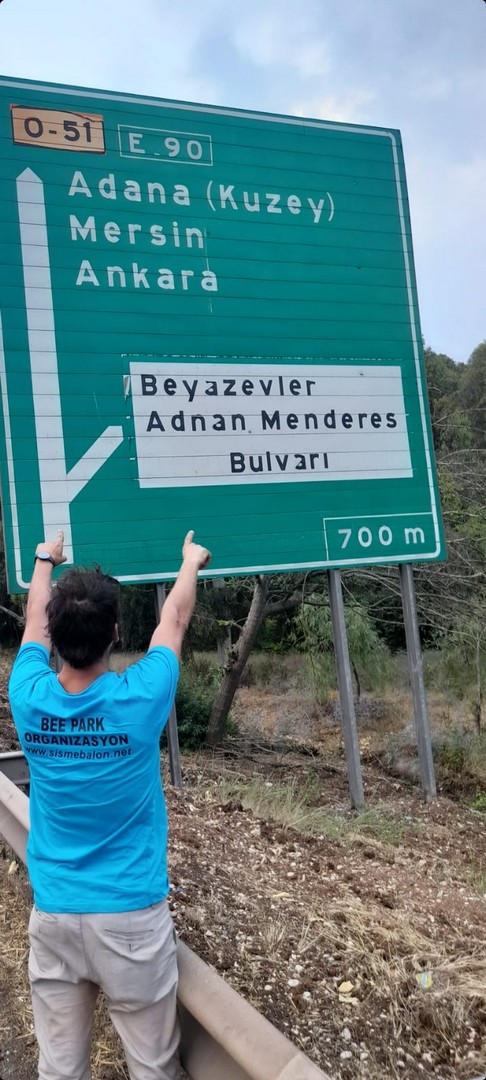 O-51
E 90
Adana (Kuzey)
Mersin
Ankara
Beyazevler
Adnan Menderes
Bulvarı
700 m
BEE PARK
ORGANIZASYON
www.sismebalon.net